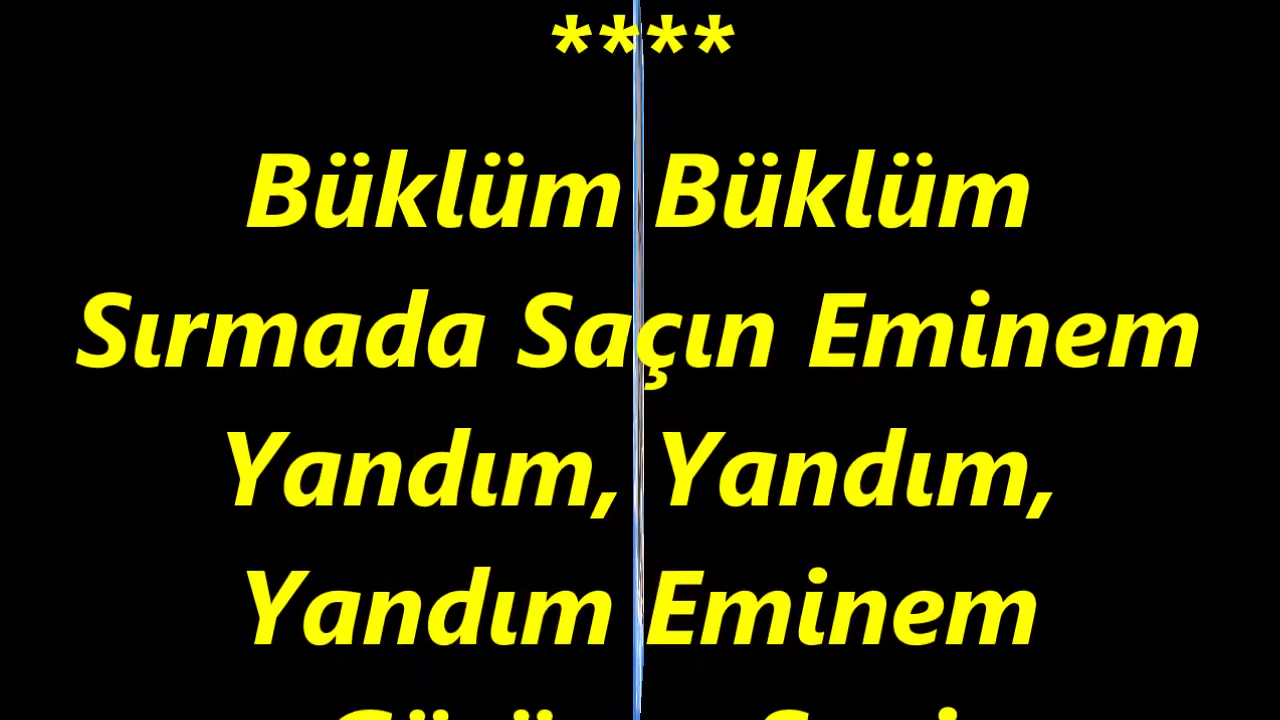 ****
Büklüm Büklüm
Sırmada Saçın Eminem
Yandım, Yandım,
Yandım Eminem